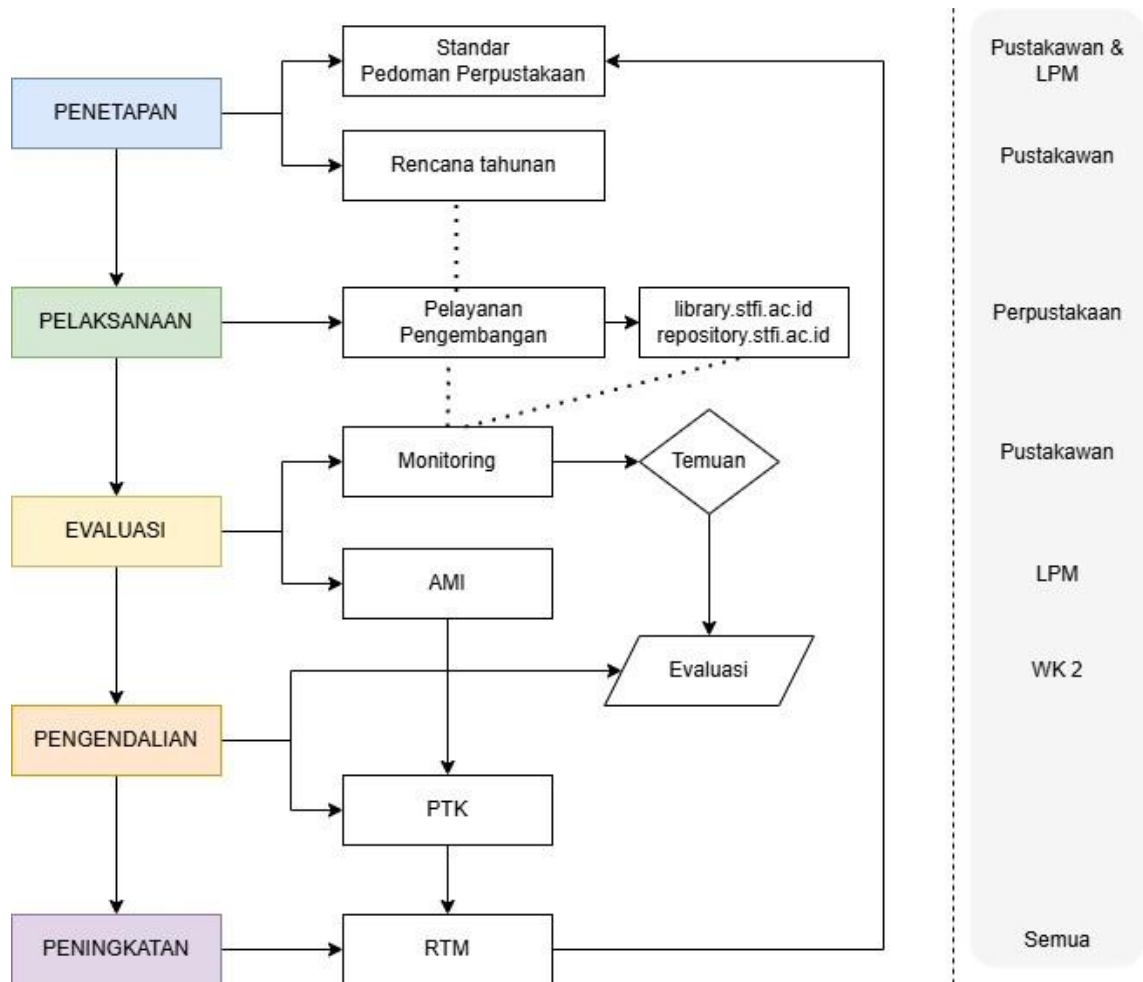 Standar
Pedoman Perpustakaan
Pustakawan &
LPM
PENETAPAN
Rencana tahunan
Pustakawan
PELAKSANAAN
Pelayanan
Pengembangan
library.stfi.ac.id
repository.stfi.ac.id
Perpustakaan
Monitoring
Temuan
Pustakawan
EVALUASI
AMI
LPM
Evaluasi
WK 2
PENGENDALIAN
PTK
PENINGKATAN
RTM
Semua